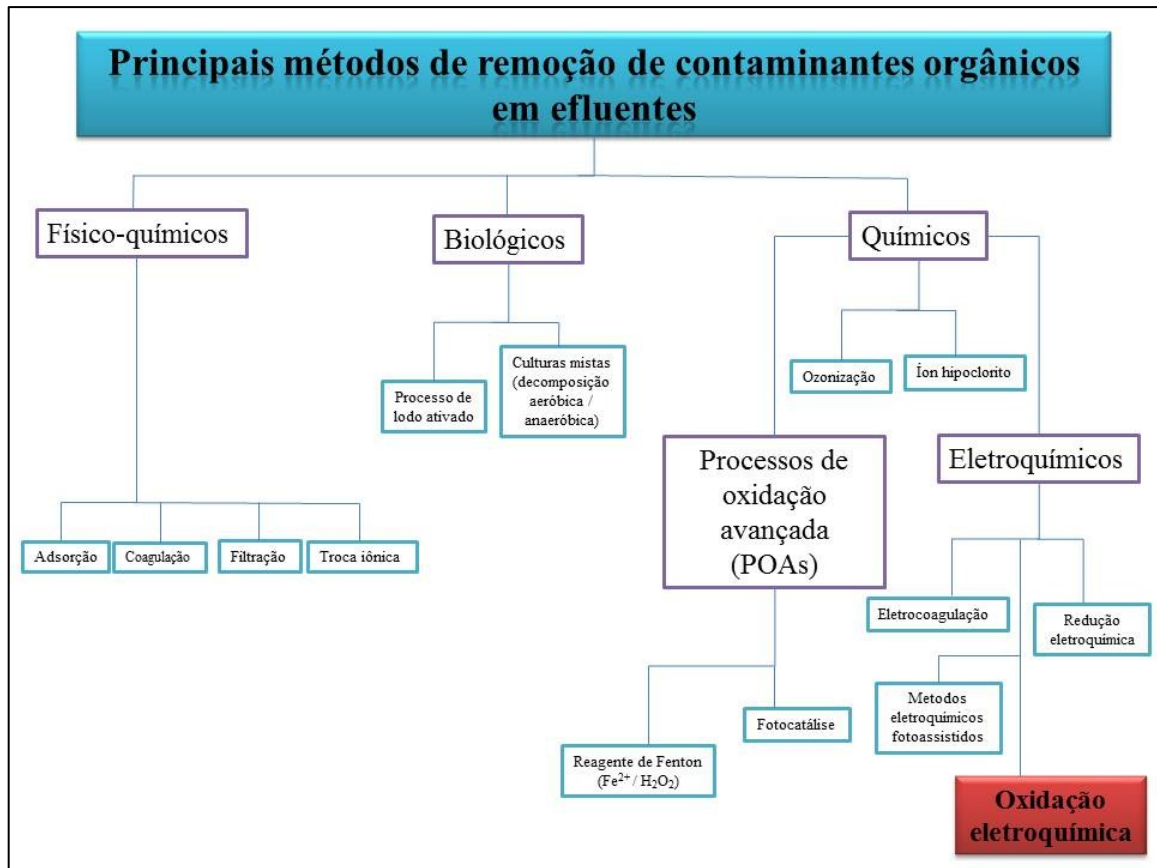 Principais métodos de remoção de contaminantes orgânicos
em efluentes
Físico-químicos
Biológicos
Químicos
Processo de
lodo ativado
Culturas mistas
(decomposição
aeróbica /
anaeróbica)
Ozonização
Íon hipoclorito
Processos de
oxidação
avançada
(POAs)
Eletroquímicos
Adsorção
Coagulação
Filtração
Troca iônica
Eletrocoagulação
Redução
eletroquímica
Metodos
eletroquímicos
fotoassistidos
Fotocatálise
Reagente de Fenton
(Fe²⁺ / H₂O₂)
Oxidação
eletroquímica